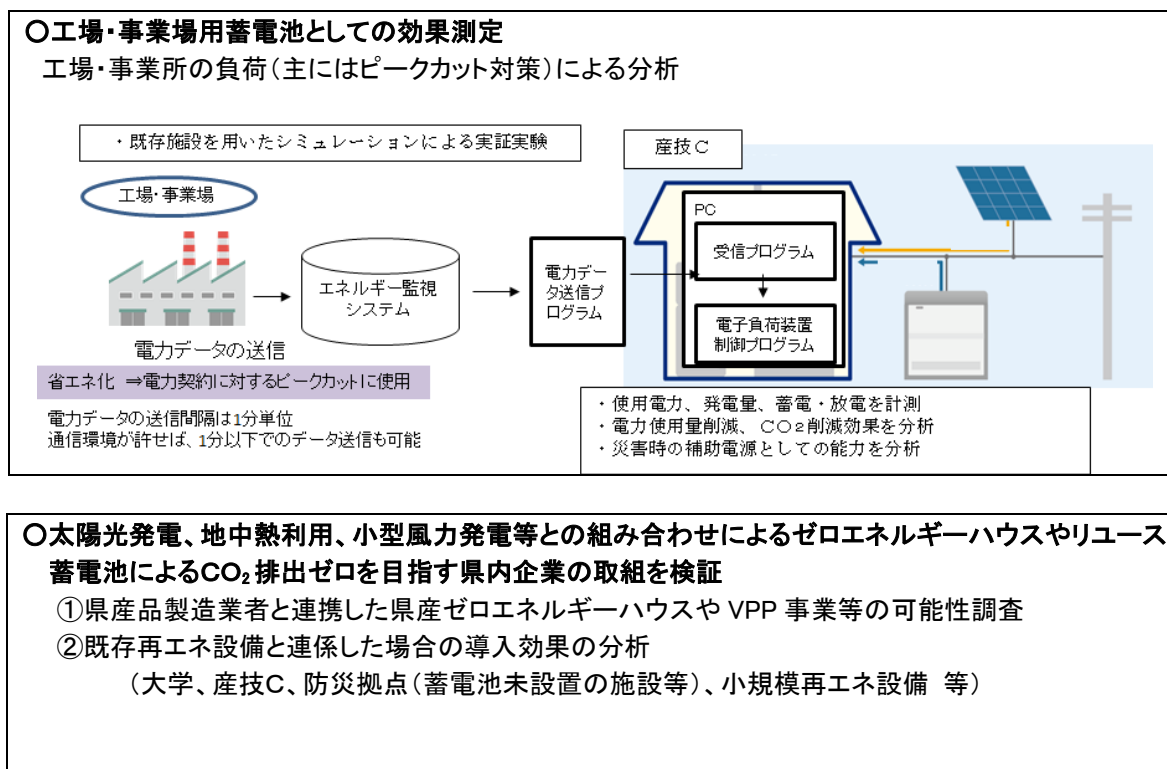 〇工場・事業場用蓄電池としての効果測定
工場・事業所の負荷（主にはピークカット対策）による分析
・既存施設を用いたシミュレーションによる実証実験
産技Ｃ
工場・事業場
PC
受信プログラム
エネルギー監視
システム
電力デー
タ送信プ
ログラム
電子負荷装置
制御プログラム
電力データの送信
省エネ化 ⇒電力契約に対するピークカットに使用
電力データの送信間隔は1分単位
通信環境が許せば、1分以下でのデータ送信も可能
・使用電力、発電量、蓄電・放電を計測
・電力使用量削減、ＣＯ２削減効果を分析
・災害時の補助電源としての能力を分析
〇太陽光発電、地中熱利用、小型風力発電等との組み合わせによるゼロエネルギーハウスやリユース
蓄電池によるCO₂排出ゼロを目指す県内企業の取組を検証
①県産品製造業者と連携した県産ゼロエネルギーハウスや VPP 事業等の可能性調査
②既存再エネ設備と連係した場合の導入効果の分析
（大学、産技C、防災拠点（蓄電池未設置の施設等）、小規模再エネ設備 等）